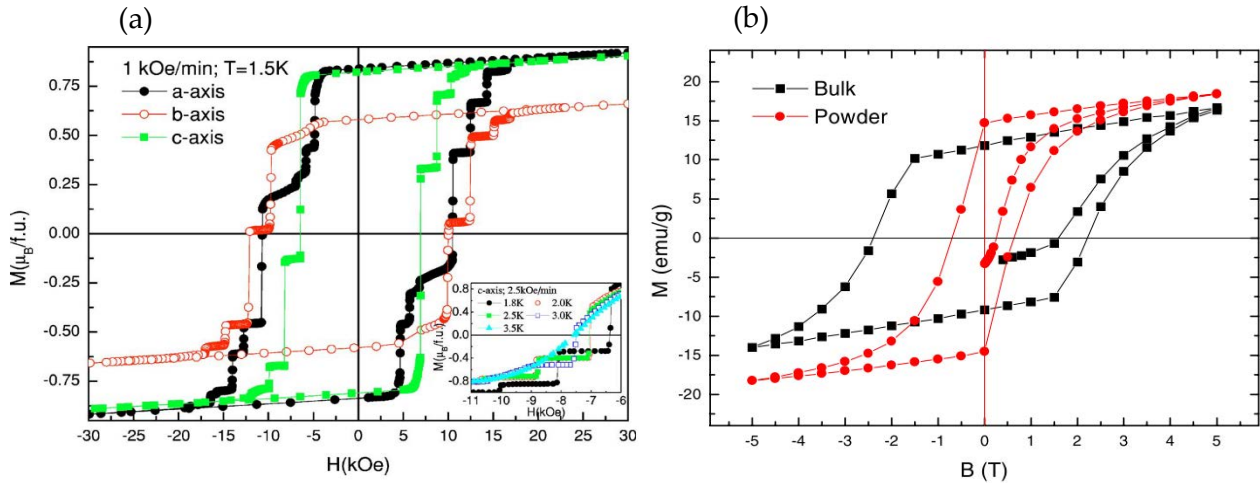 (a)
(b)
1 kOe/min; T=1.5K
a-axis
b-axis
c-axis
0.75
0.50
0.25
0.00
-0.25
-0.50
-0.75
M(μB/f.u.)
-30 -25 -20 -15 -10 -5 0 5 10 15 20 25 30
H(kOe)
c-axis; 2.5kOe/min
1.8K 2.0K
2.5K 3.0K
3.5K
0.8
0.4
0.0
-0.4
-0.8
M(μB/f.u.)
-11 -10 -9 -8 -7 -6
H(kOe)
Bulk
Powder
20
15
10
5
0
-5
-10
-15
-20
M (emu/g)
-5 -4 -3 -2 -1 0 1 2 3 4 5
B (T)